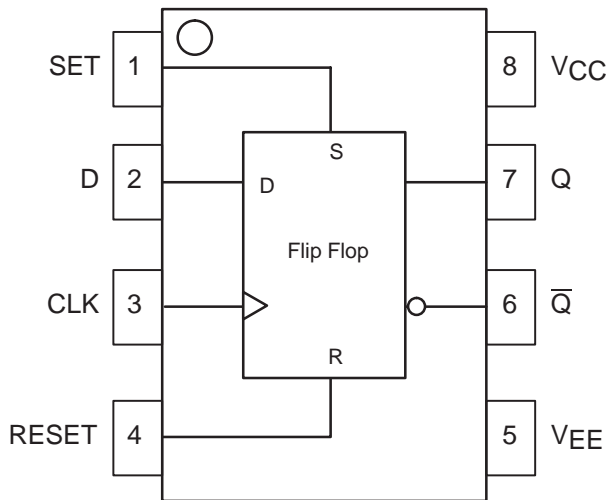 SET 1 8 VCC
S
D 2 D 7 Q
Flip Flop
CLK 3 6 Q̅
R
RESET 4 5 VEE